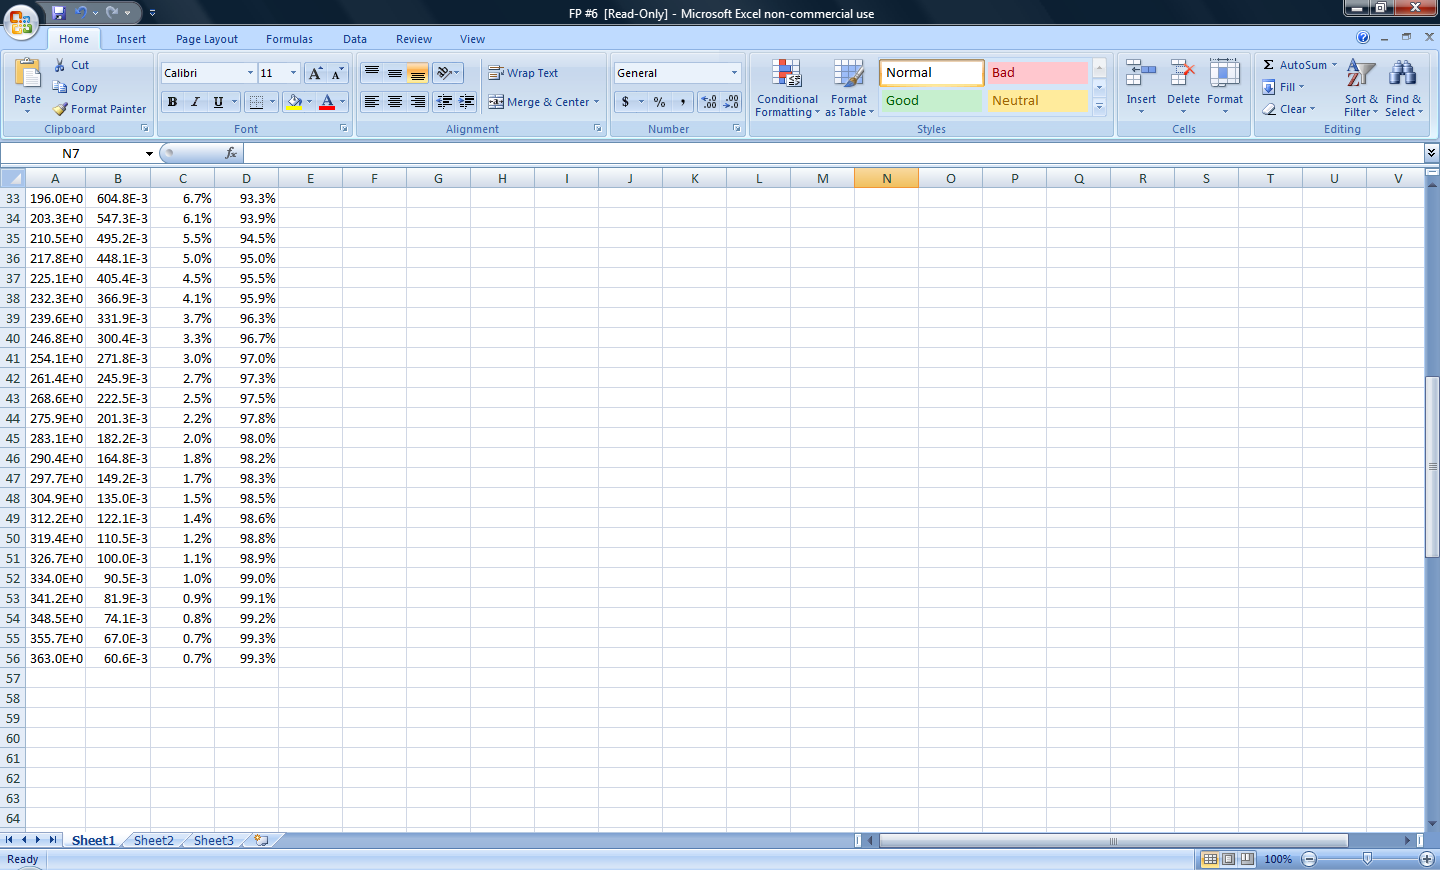 FP #6  [Read-Only] - Microsoft Excel non-commercial use
Home Insert Page Layout Formulas Data Review View
Paste Cut Copy Format Painter Clipboard
Calibri 11 A A B I U A Font
Wrap Text Merge & Center Alignment
General $ % , .00 .0 Number
Conditional Formatting Format as Table Normal Bad Good Neutral Styles
Insert Delete Format Cells
Σ AutoSum Fill Clear Sort & Filter Find & Select Editing
N7 fx
A B C D E F G H I J K L M N O P Q R S T U V
33 196.0E+0 604.8E-3 6.7% 93.3%
34 203.3E+0 547.3E-3 6.1% 93.9%
35 210.5E+0 495.2E-3 5.5% 94.5%
36 217.8E+0 448.1E-3 5.0% 95.0%
37 225.1E+0 405.4E-3 4.5% 95.5%
38 232.3E+0 366.9E-3 4.1% 95.9%
39 239.6E+0 331.9E-3 3.7% 96.3%
40 246.8E+0 300.4E-3 3.3% 96.7%
41 254.1E+0 271.8E-3 3.0% 97.0%
42 261.4E+0 245.9E-3 2.7% 97.3%
43 268.6E+0 222.5E-3 2.5% 97.5%
44 275.9E+0 201.3E-3 2.2% 97.8%
45 283.1E+0 182.2E-3 2.0% 98.0%
46 290.4E+0 164.8E-3 1.8% 98.2%
47 297.7E+0 149.2E-3 1.7% 98.3%
48 304.9E+0 135.0E-3 1.5% 98.5%
49 312.2E+0 122.1E-3 1.4% 98.6%
50 319.4E+0 110.5E-3 1.2% 98.8%
51 326.7E+0 100.0E-3 1.1% 98.9%
52 334.0E+0 90.5E-3 1.0% 99.0%
53 341.2E+0 81.9E-3 0.9% 99.1%
54 348.5E+0 74.1E-3 0.8% 99.2%
55 355.7E+0 67.0E-3 0.7% 99.3%
56 363.0E+0 60.6E-3 0.7% 99.3%
57
58
59
60
61
62
63
64
Sheet1 Sheet2 Sheet3
Ready 100%